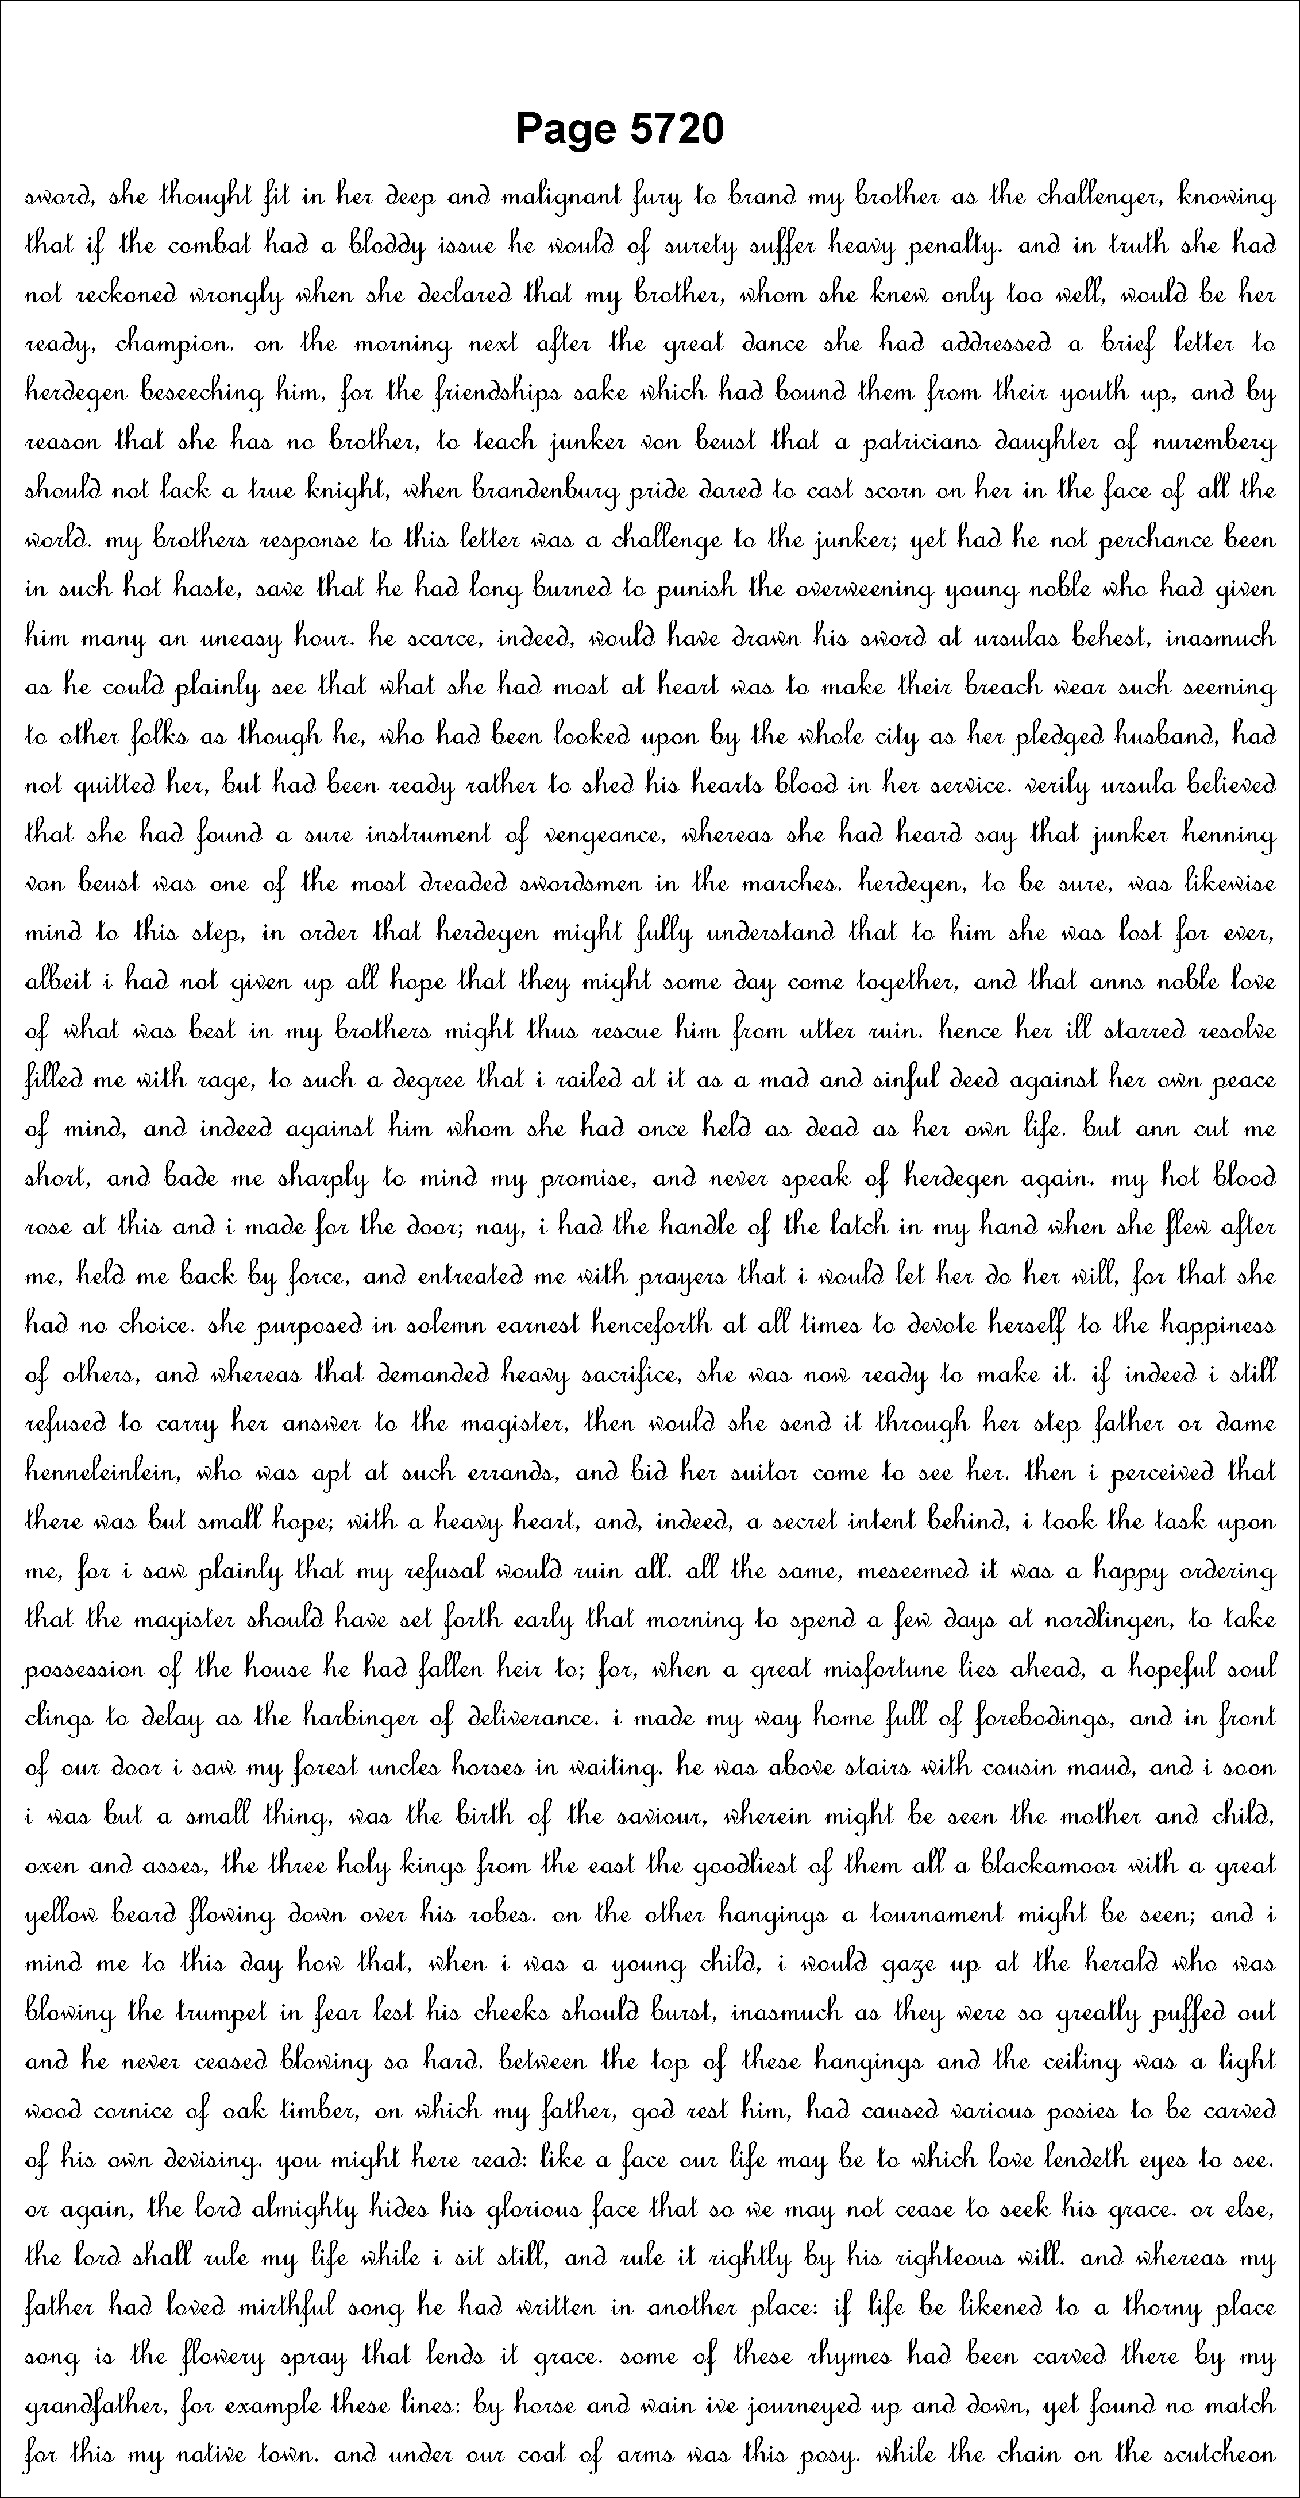 Page 5720
sword, she thought fit in her deep and malignant fury to brand my brother as the challenger, knowing
that if the combat had a bloddy issue he would of surety suffer heavy penalty. and in truth she had
not reckoned wrongly when she declared that my brother, whom she knew only too well, would be her
ready, champion. on the morning next after the great dance she had addressed a brief letter to
herdegen beseeching him, for the friendships sake which had bound them from their youth up, and by
reason that she has no brother, to teach junker von beust that a patricians daughter of nuremberg
should not lack a true knight, when brandenburg pride dared to cast scorn on her in the face of all the
world. my brothers response to this letter was a challenge to the junker; yet had he not perchance been
in such hot haste, save that he had long burned to punish the overweening young noble who had given
him many an uneasy hour. he scarce, indeed, would have drawn his sword at ursulas behest, inasmuch
as he could plainly see that what she had most at heart was to make their breach wear such seeming
to other folks as though he, who had been looked upon by the whole city as her pledged husband, had
not quitted her, but had been ready rather to shed his hearts blood in her service. verily ursula believed
that she had found a sure instrument of vengeance, whereas she had heard say that junker henning
von beust was one of the most dreaded swordsmen in the marches. herdegen, to be sure, was likewise
mind to this step, in order that herdegen might fully understand that to him she was lost for ever,
albeit i had not given up all hope that they might some day come together, and that anns noble love
of what was best in my brothers might thus rescue him from utter ruin. hence her ill starred resolve
filled me with rage, to such a degree that i railed at it as a mad and sinful deed against her own peace
of mind, and indeed against him whom she had once held as dead as her own life. but ann cut me
short, and bade me sharply to mind my promise, and never speak of herdegen again. my hot blood
rose at this and i made for the door; nay, i had the handle of the latch in my hand when she flew after
me, held me back by force, and entreated me with prayers that i would let her do her will, for that she
had no choice. she purposed in solemn earnest henceforth at all times to devote herself to the happiness
of others, and whereas that demanded heavy sacrifice, she was now ready to make it. if indeed i still
refused to carry her answer to the magister, then would she send it through her step father or dame
henneleinlein, who was apt at such errands, and bid her suitor come to see her. then i perceived that
there was but small hope; with a heavy heart, and, indeed, a secret intent behind, i took the task upon
me, for i saw plainly that my refusal would ruin all. all the same, meseemed it was a happy ordering
that the magister should have set forth early that morning to spend a few days at nordlingen, to take
possession of the house he had fallen heir to; for, when a great misfortune lies ahead, a hopeful soul
clings to delay as the harbinger of deliverance. i made my way home full of forebodings, and in front
of our door i saw my forest uncles horses in waiting. he was above stairs with cousin maud, and i soon
i was but a small thing, was the birth of the saviour, wherein might be seen the mother and child,
oxen and asses, the three holy kings from the east the goodliest of them all a blackamoor with a great
yellow beard flowing down over his robes. on the other hangings a tournament might be seen; and i
mind me to this day how that, when i was a young child, i would gaze up at the herald who was
blowing the trumpet in fear lest his cheeks should burst, inasmuch as they were so greatly puffed out
and he never ceased blowing so hard. between the top of these hangings and the ceiling was a light
wood cornice of oak timber, on which my father, god rest him, had caused various posies to be carved
of his own devising. you might here read: like a face our life may be to which love lendeth eyes to see.
or again, the lord almighty hides his glorious face that so we may not cease to seek his grace. or else,
the lord shall rule my life while i sit still, and rule it rightly by his righteous will. and whereas my
father had loved mirthful song he had written in another place: if life be likened to a thorny place
song is the flowery spray that lends it grace. some of these rhymes had been carved there by my
grandfather, for example these lines: by horse and wain ive journeyed up and down, yet found no match
for this my native town. and under our coat of arms was this posy. while the chain on the scutcheon